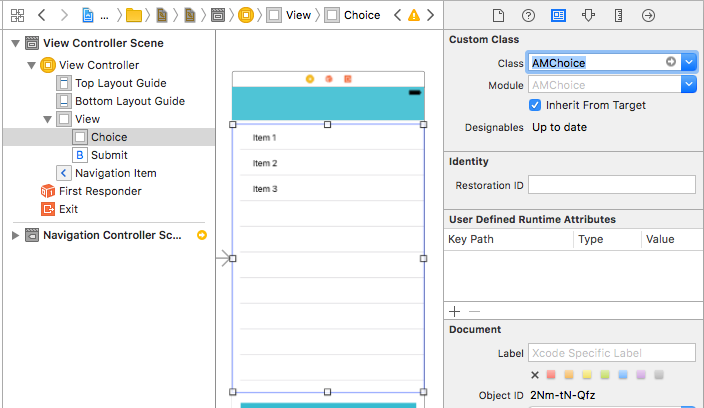 ... View Choice
View Controller Scene
View Controller
Top Layout Guide
Bottom Layout Guide
View
Choice
B Submit
Navigation Item
First Responder
Exit
Navigation Controller Sc...
Item 1
Item 2
Item 3
Custom Class
Class AMChoice
Module AMChoice
Inherit From Target
Designables Up to date
Identity
Restoration ID
User Defined Runtime Attributes
Key Path Type Value
Document
Label Xcode Specific Label
Object ID 2Nm-tN-Qfz